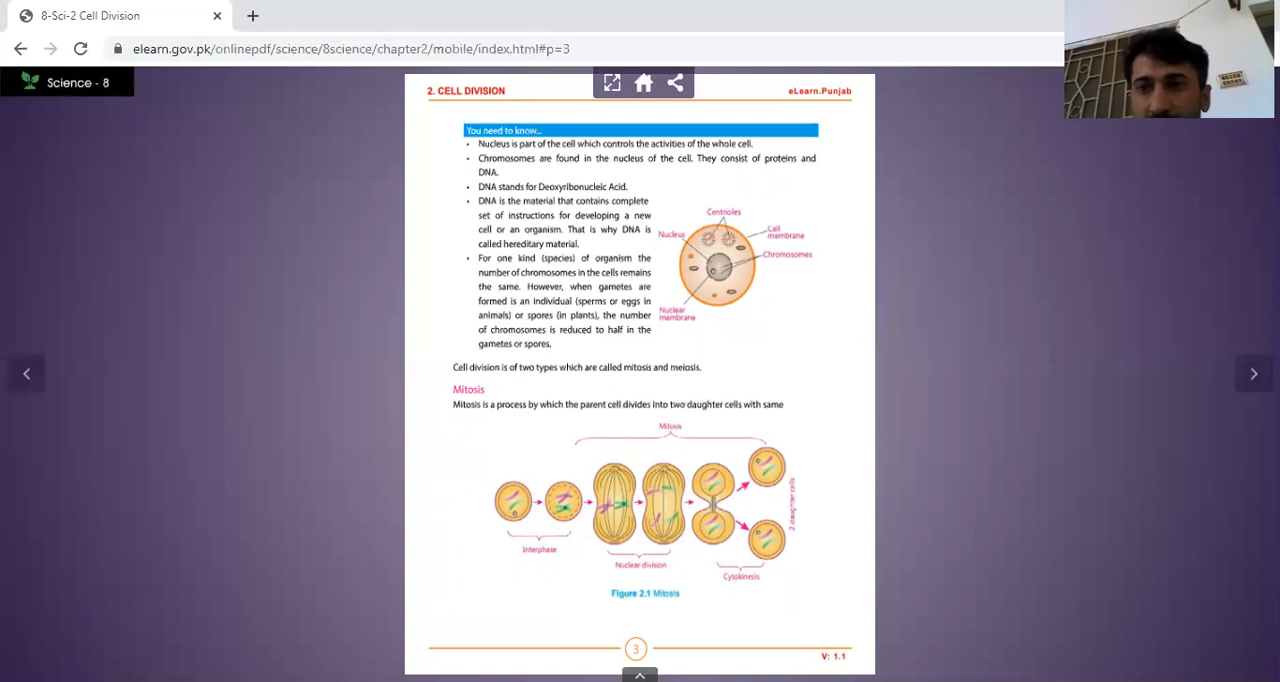 8-Sci-2 Cell Division
elearn.gov.pk/onlinepdf/science/8science/chapter2/mobile/index.html#p=3
Science - 8
2. CELL DIVISION
eLearn.Punjab
You need to know...
• Nucleus is part of the cell which controls the activities of the whole cell.
• Chromosomes are found in the nucleus of the cell. They consist of proteins and
DNA.
• DNA stands for Deoxyribonucleic Acid.
• DNA is the material that contains complete
set of instructions for developing a new
cell or an organism. That is why DNA is
called hereditary material.
• For one kind (species) of organism the
number of chromosomes in the cells remains
the same. However, when gametes are
formed is an individual (sperms or eggs in
animals) or spores (in plants), the number
of chromosomes is reduced to half in the
gametes or spores.
Centrioles
Nucleus
Cell
membrane
Chromosomes
Nuclear
membrane
Cell division is of two types which are called mitosis and meiosis.
Mitosis
Mitosis is a process by which the parent cell divides into two daughter cells with same
Mitosis
2 daughter cells
Interphase
Nuclear division
Cytokinesis
Figure 2.1 Mitosis
3
V: 1.1